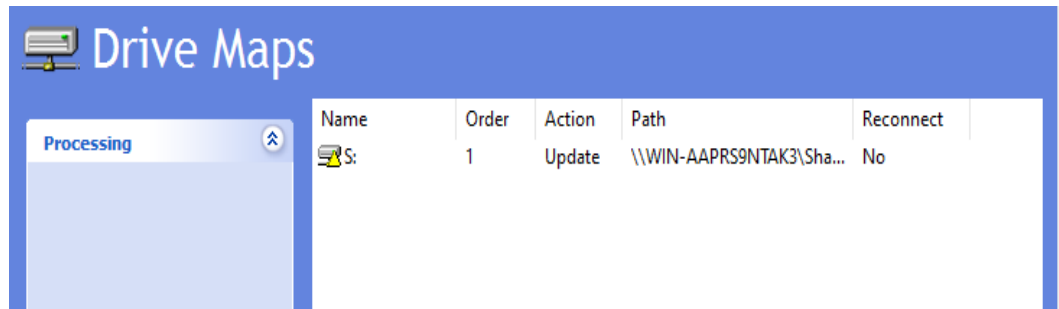 Drive Maps
Processing
Name Order Action Path Reconnect
S: 1 Update \\WIN-AAPRS9NTAK3\Sha... No